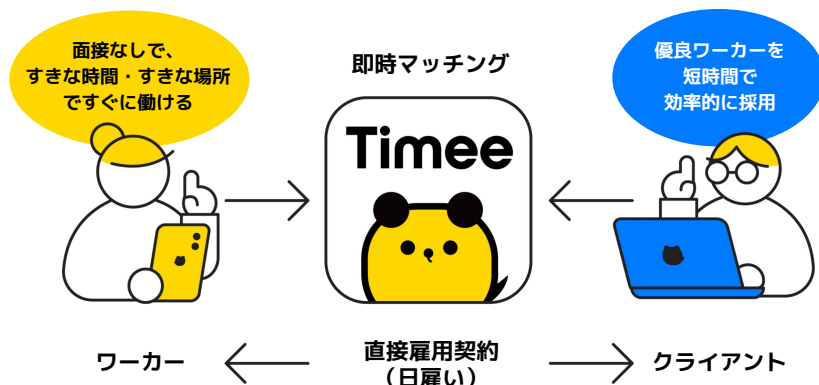 面接なしで、
すきな時間・すきな場所
ですぐに働ける
即時マッチング
優良ワーカーを
短時間で
効率的に採用
Timee
ワーカー
直接雇用契約
（日雇い）
クライアント